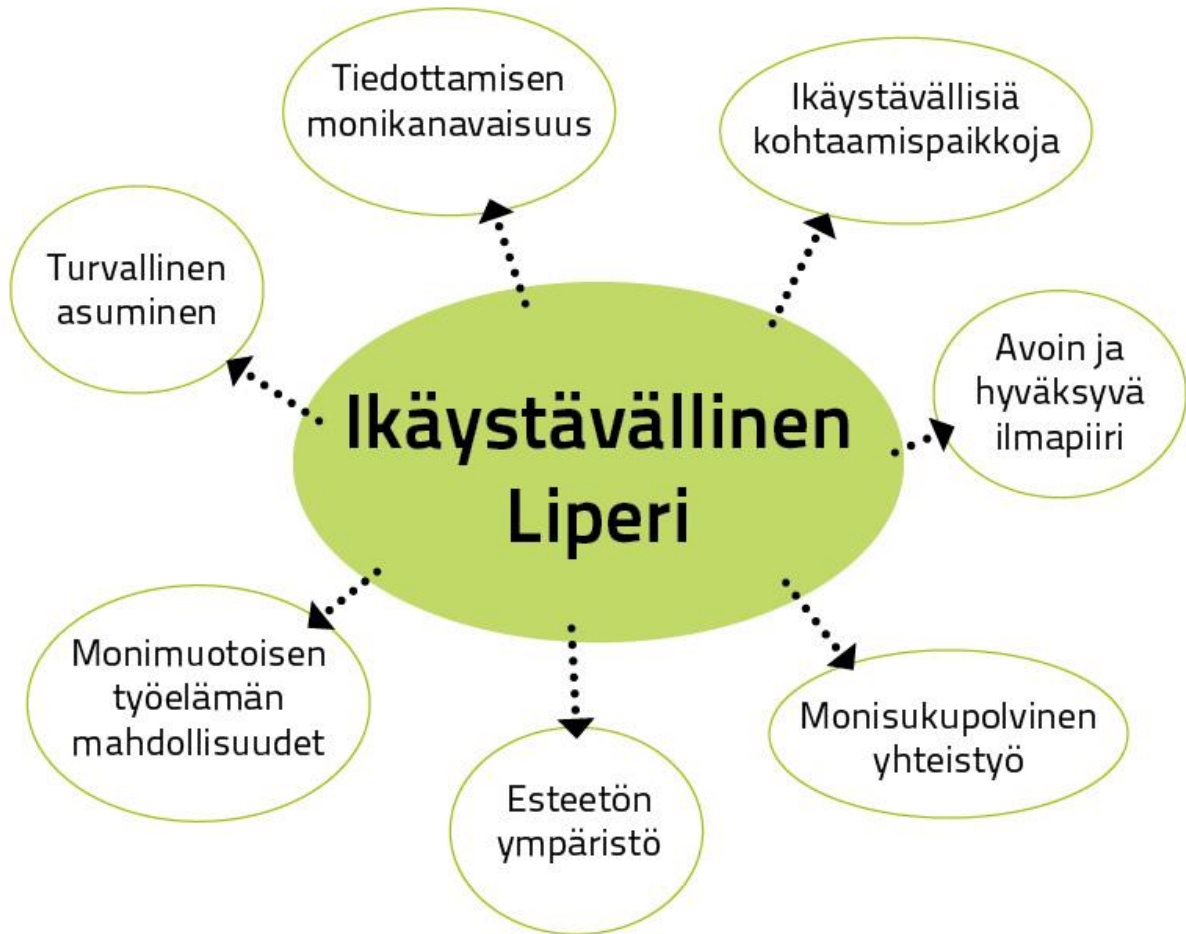 Tiedottamisen
monikanavaisuus
Ikäystävällisiä
kohtaamispaikkoja
Turvallinen
asuminen
Avoin ja
hyväksyvä
ilmapiiri
Ikäystävällinen
Liperi
Monimuotoisen
työelämän
mahdollisuudet
Monisukupolvinen
yhteistyö
Esteetön
ympäristö